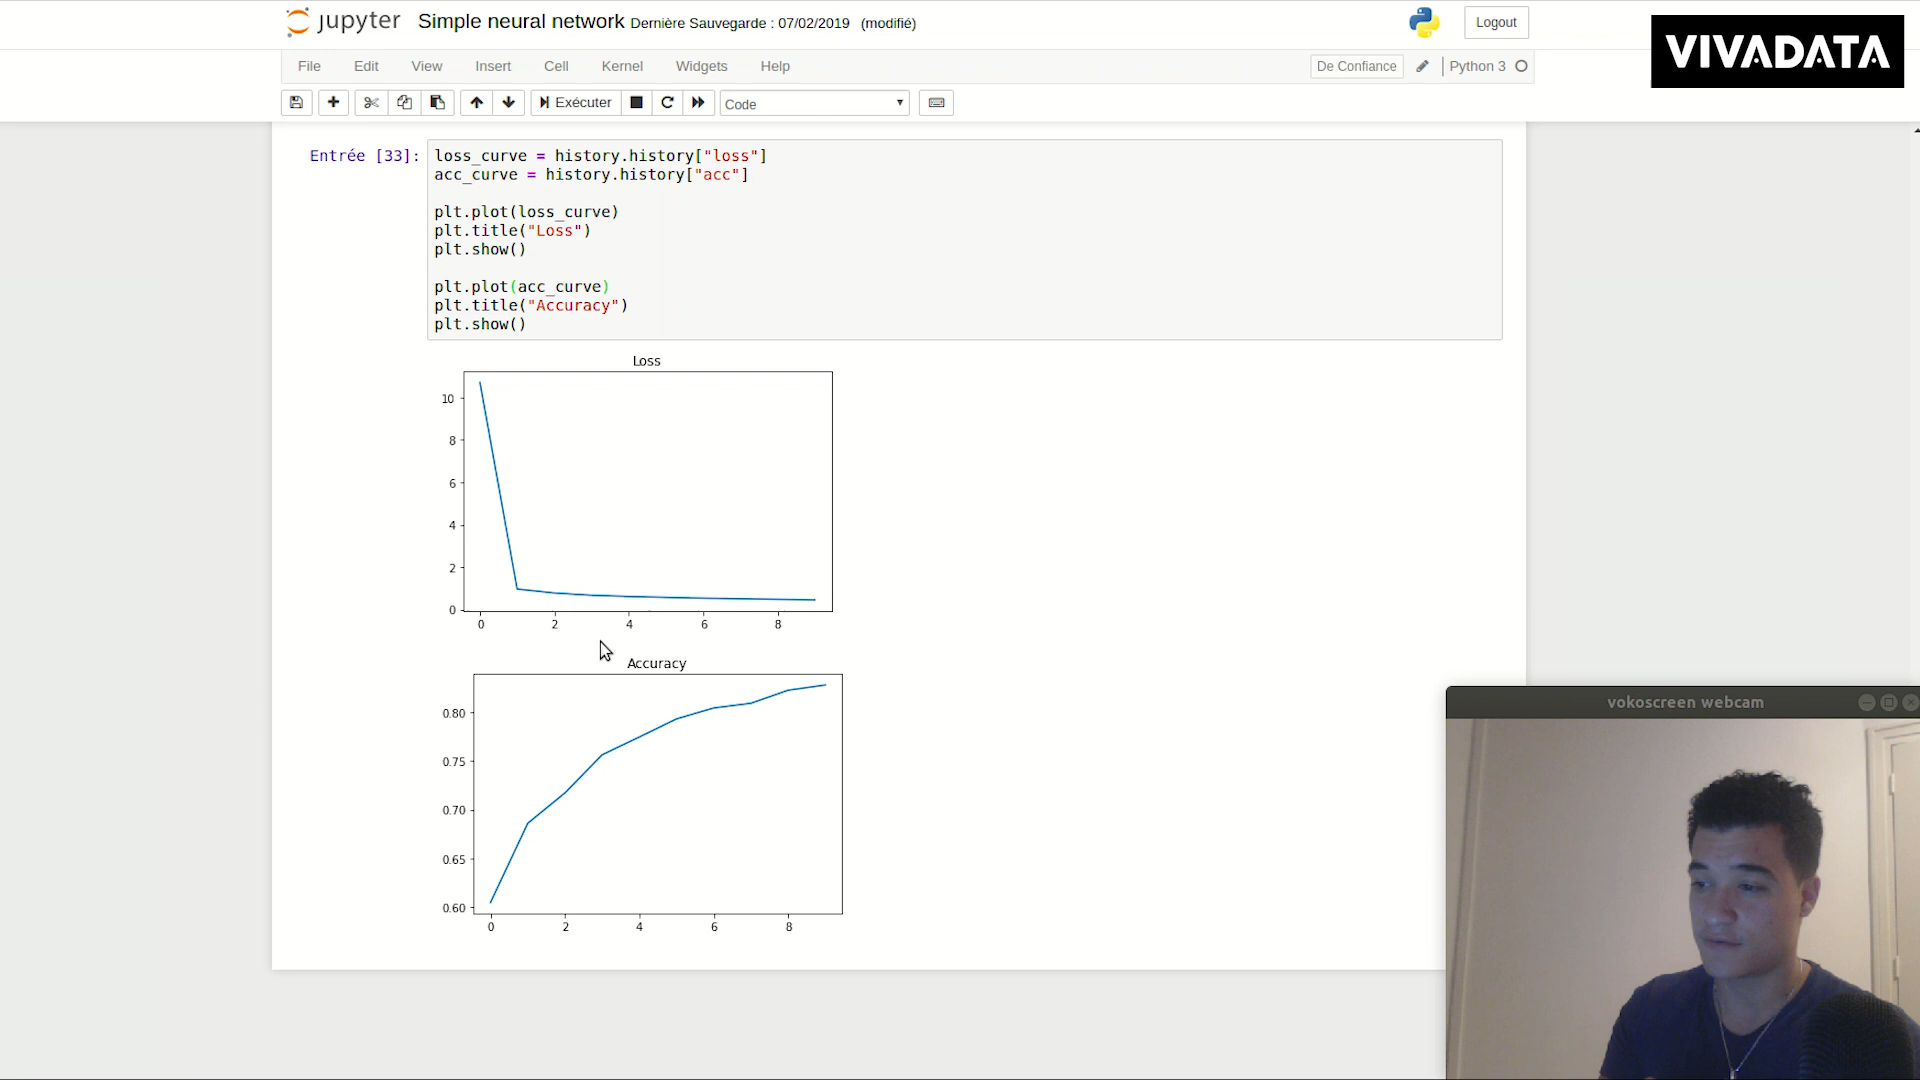 jupyter Simple neural network Dernière Sauvegarde : 07/02/2019 (modifié)
Logout
VIVADATA
File Edit View Insert Cell Kernel Widgets Help
De Confiance
Python 3
Exécuter
Code
Entrée [33]:
loss_curve = history.history["loss"]
acc_curve = history.history["acc"]
plt.plot(loss_curve)
plt.title("Loss")
plt.show()
plt.plot(acc_curve)
plt.title("Accuracy")
plt.show()
Loss
10
8
6
4
2
0
0 2 4 6 8
Accuracy
0.80
0.75
0.70
0.65
0.60
0 2 4 6 8
vokoscreen webcam